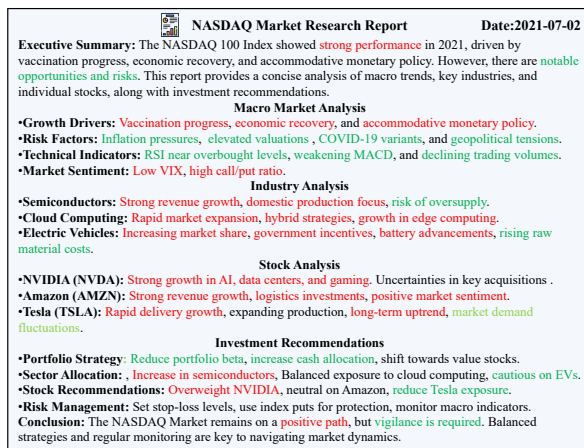 NASDAQ Market Research Report Date:2021-07-02
Executive Summary: The NASDAQ 100 Index showed strong performance in 2021, driven by
vaccination progress, economic recovery, and accommodative monetary policy. However, there are notable
opportunities and risks. This report provides a concise analysis of macro trends, key industries, and
individual stocks, along with investment recommendations.
Macro Market Analysis
•Growth Drivers: Vaccination progress, economic recovery, and accommodative monetary policy.
•Risk Factors: Inflation pressures, elevated valuations , COVID-19 variants, and geopolitical tensions.
•Technical Indicators: RSI near overbought levels, weakening MACD, and declining trading volumes.
•Market Sentiment: Low VIX, high call/put ratio.
Industry Analysis
•Semiconductors: Strong revenue growth, domestic production focus, risk of oversupply.
•Cloud Computing: Rapid market expansion, hybrid strategies, growth in edge computing.
•Electric Vehicles: Increasing market share, government incentives, battery advancements, rising raw
material costs.
Stock Analysis
•NVIDIA (NVDA): Strong growth in AI, data centers, and gaming. Uncertainties in key acquisitions .
•Amazon (AMZN): Strong revenue growth, logistics investments, positive market sentiment.
•Tesla (TSLA): Rapid delivery growth, expanding production, long-term uptrend, market demand
fluctuations.
Investment Recommendations
•Portfolio Strategy: Reduce portfolio beta, increase cash allocation, shift towards value stocks.
•Sector Allocation: , Increase in semiconductors, Balanced exposure to cloud computing, cautious on EVs.
•Stock Recommendations: Overweight NVIDIA, neutral on Amazon, reduce Tesla exposure.
•Risk Management: Set stop-loss levels, use index puts for protection, monitor macro indicators.
Conclusion: The NASDAQ Market remains on a positive path, but vigilance is required. Balanced
strategies and regular monitoring are key to navigating market dynamics.